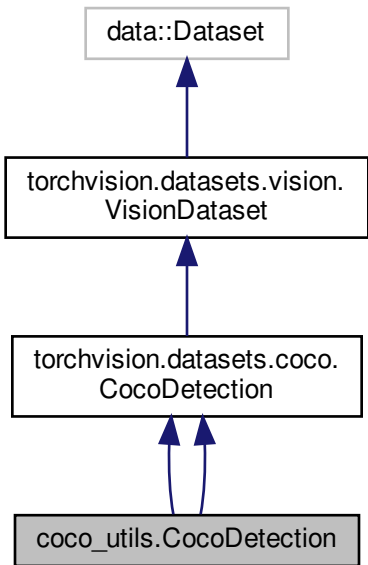 data::Dataset
torchvision.datasets.vision.
VisionDataset
torchvision.datasets.coco.
CocoDetection
coco_utils.CocoDetection